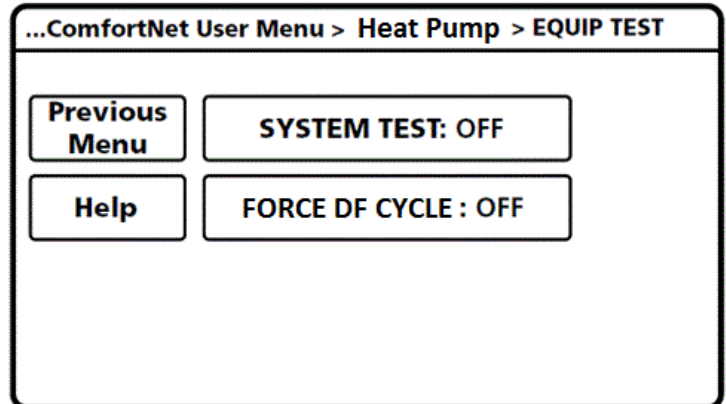 ...ComfortNet User Menu > Heat Pump > EQUIP TEST
Previous
Menu
SYSTEM TEST: OFF
Help
FORCE DF CYCLE : OFF